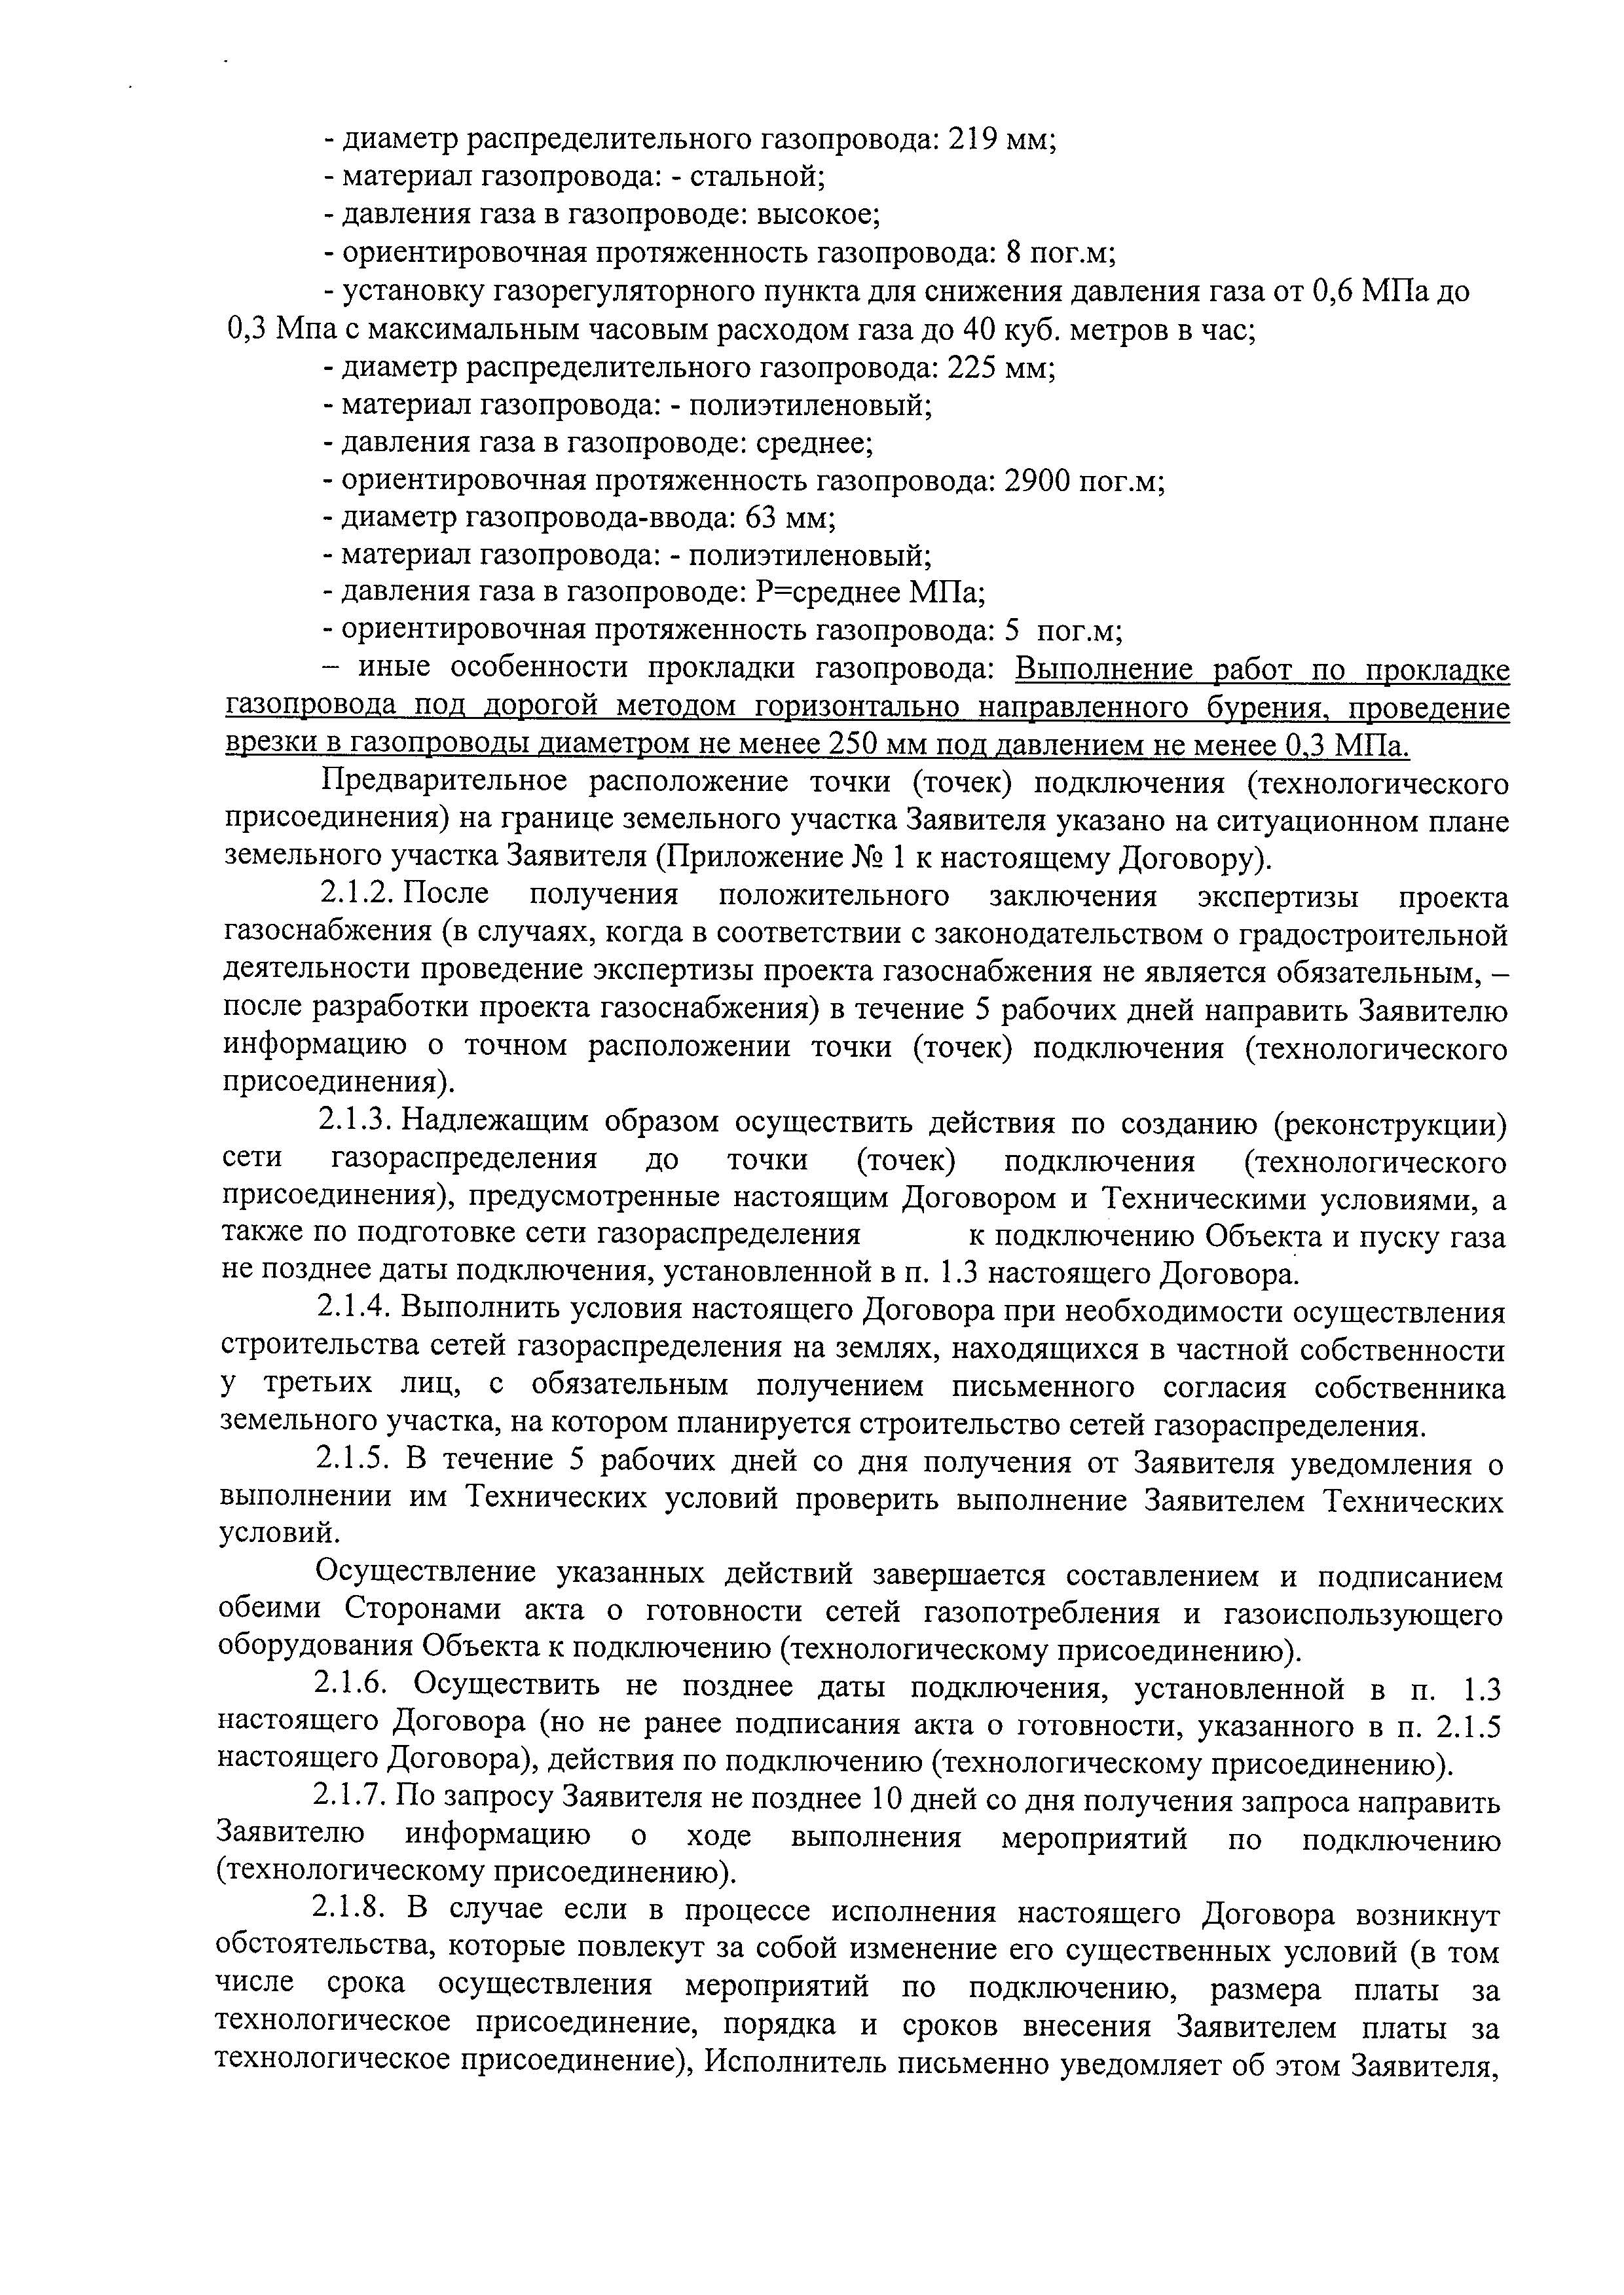 - диаметр распределительного газопровода: 219 мм;
- материал газопровода: - стальной;
- давления газа в газопроводе: высокое;
- ориентировочная протяженность газопровода: 8 пог.м;
- установку газорегуляторного пункта для снижения давления газа от 0,6 МПа до
0,3 Мпа с максимальным часовым расходом газа до 40 куб. метров в час;
- диаметр распределительного газопровода: 225 мм;
- материал газопровода: - полиэтиленовый;
- давления газа в газопроводе: среднее;
- ориентировочная протяженность газопровода: 2900 пог.м;
- диаметр газопровода-ввода: 63 мм;
- материал газопровода: - полиэтиленовый;
- давления газа в газопроводе: Р=среднее МПа;
- ориентировочная протяженность газопровода: 5 пог.м;
– иные особенности прокладки газопровода: Выполнение работ по прокладке
газопровода под дорогой методом горизонтально направленного бурения, проведение
врезки в газопроводы диаметром не менее 250 мм под давлением не менее 0,3 МПа.
Предварительное расположение точки (точек) подключения (технологического
присоединения) на границе земельного участка Заявителя указано на ситуационном плане
земельного участка Заявителя (Приложение № 1 к настоящему Договору).
2.1.2. После получения положительного заключения экспертизы проекта
газоснабжения (в случаях, когда в соответствии с законодательством о градостроительной
деятельности проведение экспертизы проекта газоснабжения не является обязательным, –
после разработки проекта газоснабжения) в течение 5 рабочих дней направить Заявителю
информацию о точном расположении точки (точек) подключения (технологического
присоединения).
2.1.3. Надлежащим образом осуществить действия по созданию (реконструкции)
сети газораспределения до точки (точек) подключения (технологического
присоединения), предусмотренные настоящим Договором и Техническими условиями, а
также по подготовке сети газораспределения к подключению Объекта и пуску газа
не позднее даты подключения, установленной в п. 1.3 настоящего Договора.
2.1.4. Выполнить условия настоящего Договора при необходимости осуществления
строительства сетей газораспределения на землях, находящихся в частной собственности
у третьих лиц, с обязательным получением письменного согласия собственника
земельного участка, на котором планируется строительство сетей газораспределения.
2.1.5. В течение 5 рабочих дней со дня получения от Заявителя уведомления о
выполнении им Технических условий проверить выполнение Заявителем Технических
условий.
Осуществление указанных действий завершается составлением и подписанием
обеими Сторонами акта о готовности сетей газопотребления и газоиспользующего
оборудования Объекта к подключению (технологическому присоединению).
2.1.6. Осуществить не позднее даты подключения, установленной в п. 1.3
настоящего Договора (но не ранее подписания акта о готовности, указанного в п. 2.1.5
настоящего Договора), действия по подключению (технологическому присоединению).
2.1.7. По запросу Заявителя не позднее 10 дней со дня получения запроса направить
Заявителю информацию о ходе выполнения мероприятий по подключению
(технологическому присоединению).
2.1.8. В случае если в процессе исполнения настоящего Договора возникнут
обстоятельства, которые повлекут за собой изменение его существенных условий (в том
числе срока осуществления мероприятий по подключению, размера платы за
технологическое присоединение, порядка и сроков внесения Заявителем платы за
технологическое присоединение), Исполнитель письменно уведомляет об этом Заявителя,